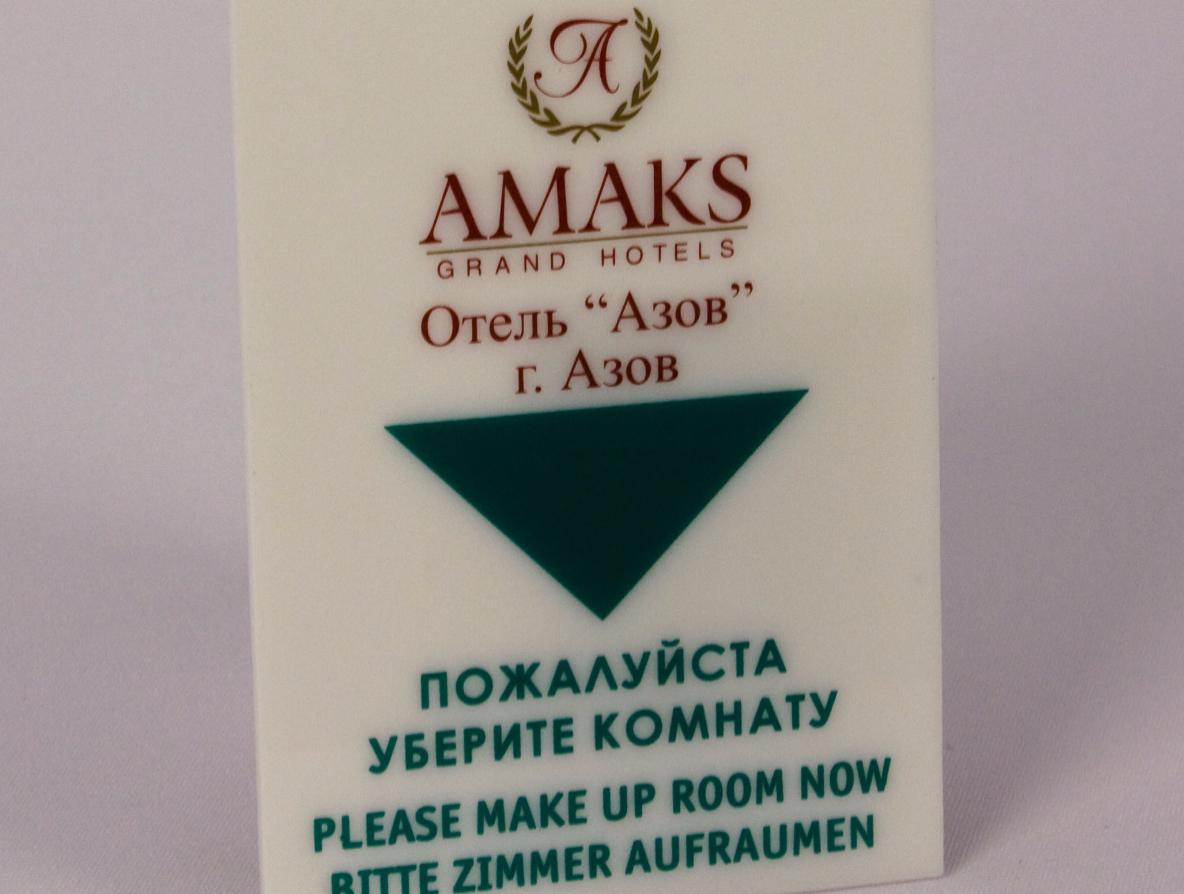 A
AMAKS
GRAND HOTELS
Отель “Азов”
г. Азов
ПОЖАЛУЙСТА
УБЕРИТЕ КОМНАТУ
PLEASE MAKE UP ROOM NOW
BITTE ZIMMER AUFRAUMEN